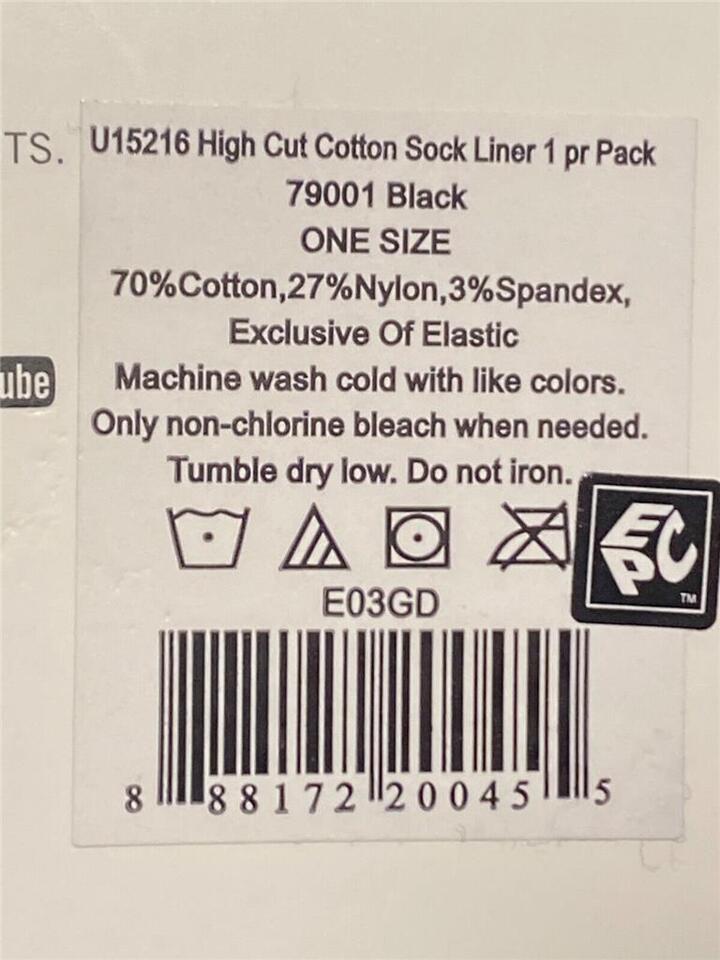 TS.
U15216 High Cut Cotton Sock Liner 1 pr Pack
79001 Black
ONE SIZE
70%Cotton,27%Nylon,3%Spandex,
Exclusive Of Elastic
ube
Machine wash cold with like colors.
Only non-chlorine bleach when needed.
Tumble dry low. Do not iron.
EPC
TM
E03GD
8 88172 20045 5